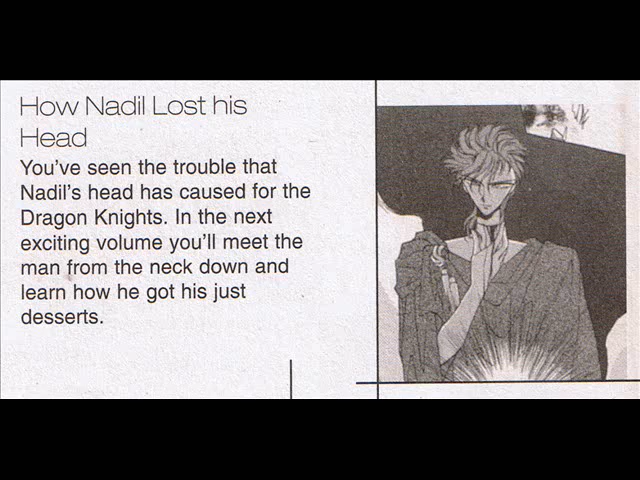 How Nadil Lost his
Head
You've seen the trouble that
Nadil's head has caused for the
Dragon Knights. In the next
exciting volume you'll meet the
man from the neck down and
learn how he got his just
desserts.